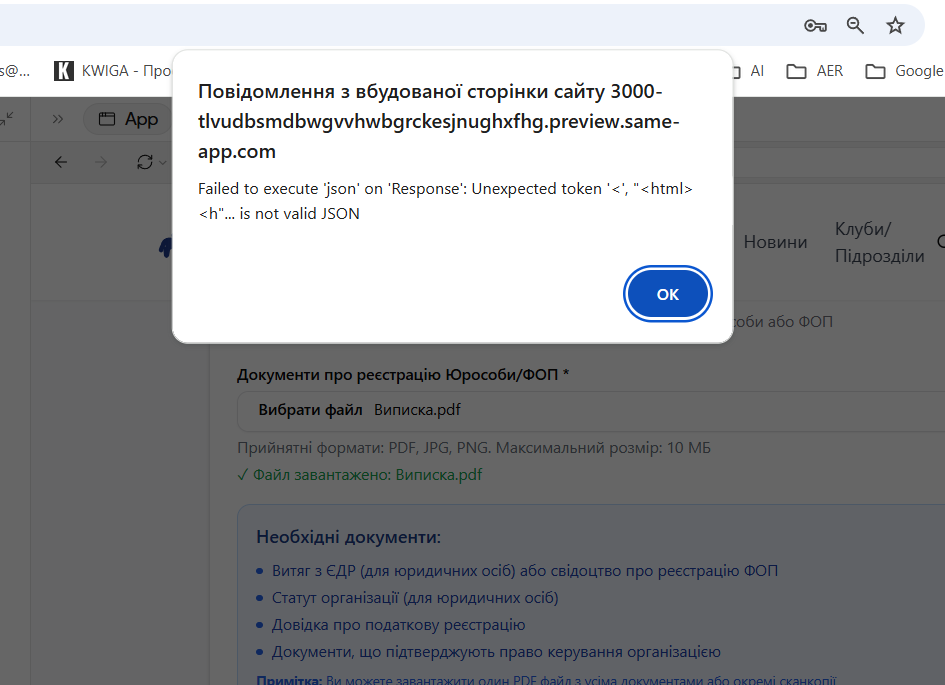 s@...
KWIGA - Про
AI
AER
Google
Повідомлення з вбудованої сторінки сайту 3000-
tlvudbsmdbwgvvhwbgrckesjnughxfhg.preview.same-
app.com
Failed to execute 'json' on 'Response': Unexpected token '<', "<html>
<h"... is not valid JSON
ОК
App
Новини
Клуби/
Підрозділи
соби або ФОП
Документи про реєстрацію Юрособи/ФОП *
Вибрати файл Виписка.pdf
Прийнятні формати: PDF, JPG, PNG. Максимальний розмір: 10 МБ
✓ Файл завантажено: Виписка.pdf
Необхідні документи:
• Витяг з ЄДР (для юридичних осіб) або свідоцтво про реєстрацію ФОП
• Статут організації (для юридичних осіб)
• Довідка про податкову реєстрацію
• Документи, що підтверджують право керування організацією
Примітка: Ви можете завантажити один PDF файл з усіма документами або окремі сканкопії